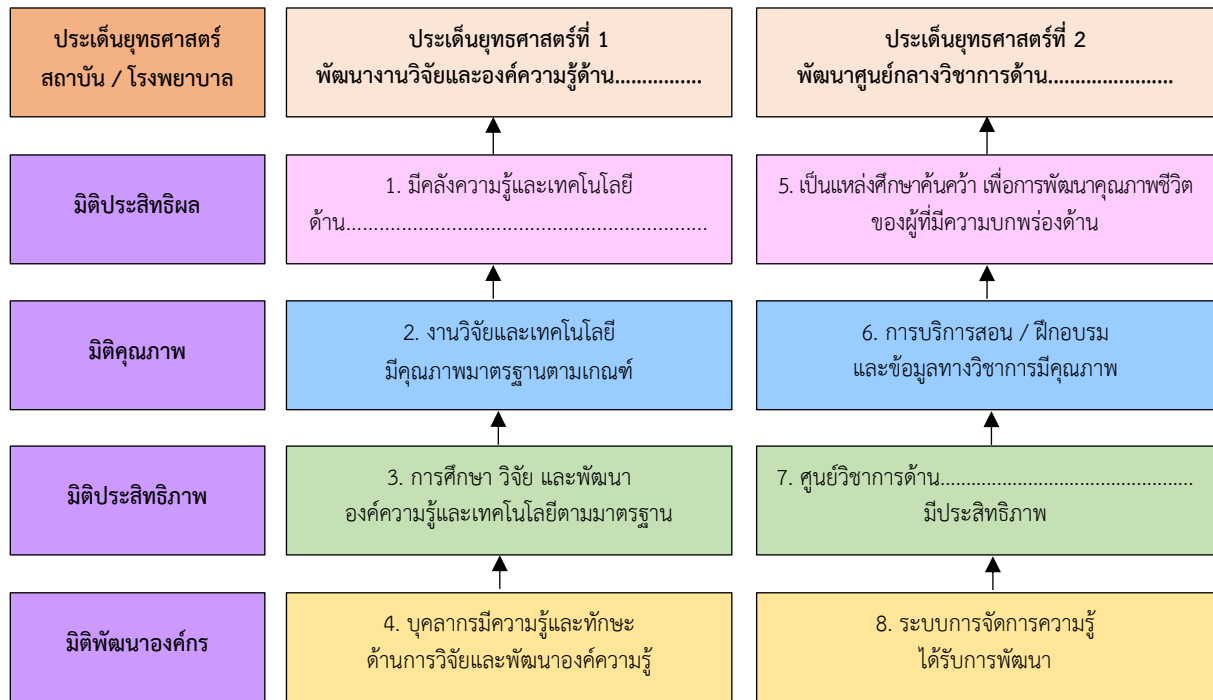 ประเด็นยุทธศาสตร์
สถาบัน / โรงพยาบาล
ประเด็นยุทธศาสตร์ที่ 1
พัฒนางานวิจัยและองค์ความรู้ด้าน..................
ประเด็นยุทธศาสตร์ที่ 2
พัฒนาศูนย์กลางวิชาการด้าน.......................
มิติประสิทธิผล
1. มีคลังความรู้และเทคโนโลยี
ด้าน....................................................................
5. เป็นแหล่งศึกษาค้นคว้า เพื่อการพัฒนาคุณภาพชีวิต
ของผู้ที่มีความบกพร่องด้าน
มิติคุณภาพ
2. งานวิจัยและเทคโนโลยี
มีคุณภาพมาตรฐานตามเกณฑ์
6. การบริการสอน / ฝึกอบรม
และข้อมูลทางวิชาการมีคุณภาพ
มิติประสิทธิภาพ
3. การศึกษา วิจัย และพัฒนา
องค์ความรู้และเทคโนโลยีตามมาตรฐาน
7. ศูนย์วิชาการด้าน................................................
มีประสิทธิภาพ
มิติพัฒนาองค์กร
4. บุคลากรมีความรู้และทักษะ
ด้านการวิจัยและพัฒนาองค์ความรู้
8. ระบบการจัดการความรู้
ได้รับการพัฒนา